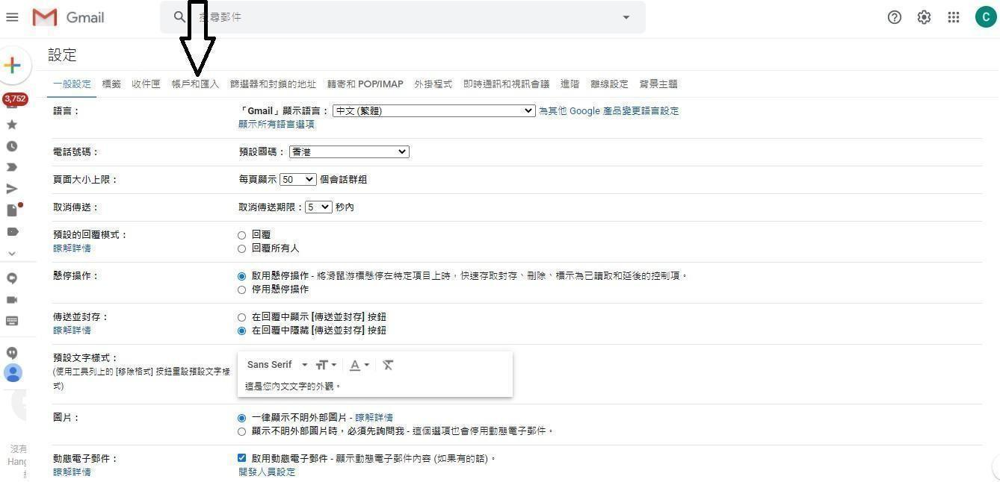 Gmail
搜尋郵件
C
設定
一般設定 標籤 收件匣 帳戶和匯入 篩選器和封鎖的地址 轉寄和 POP/IMAP 外掛程式 即時通訊和視訊會議 進階 離線設定 背景主題
3,752
語言： 「Gmail」顯示語言： 中文 (繁體) 為其他 Google 產品變更語言設定
顯示所有語言選項
電話號碼： 預設國碼： 香港
頁面大小上限： 每頁顯示 50 個會話群組
取消傳送： 取消傳送期限： 5 秒內
預設的回覆模式： 回覆
瞭解詳情 回覆所有人
懸停操作： 啟用懸停操作 - 將滑鼠游標懸停在特定項目上時，快速存取封存、刪除、標示為已讀取和延後的控制項。
停用懸停操作
傳送並封存： 在回覆中顯示 [傳送並封存] 按鈕
瞭解詳情 在回覆中隱藏 [傳送並封存] 按鈕
預設文字樣式： Sans Serif
(使用工具列上的 [移除格式] 按鈕重設預設文字樣
式) 這是您內文文字的外觀。
圖片： 一律顯示不明外部圖片 - 瞭解詳情
顯示不明外部圖片時，必須先詢問我 - 這個選項也會停用動態電子郵件。
沒有
動態電子郵件： 啟用動態電子郵件 - 顯示動態電子郵件內容 (如果有的話)。
Hang
瞭解詳情 開發人員設定